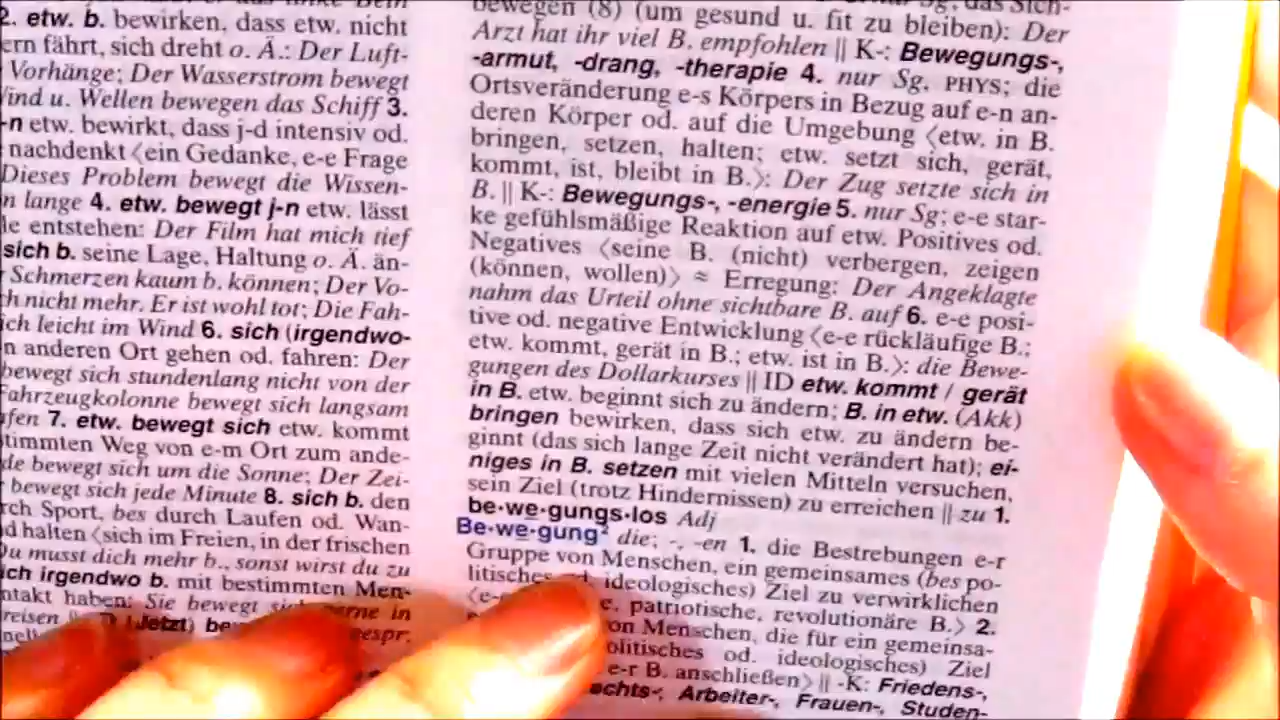 2. etw. b. bewirken, dass etw. nicht
ern fährt, sich dreht o. Ä.: Der Luft-
Vorhänge; Der Wasserstrom bewegt
Wind u. Wellen bewegen das Schiff 3.
-n etw. bewirkt, dass j-d intensiv od.
nachdenkt ⟨ein Gedanke, e-e Frage
Dieses Problem bewegt die Wissen-
n lange 4. etw. bewegt j-n etw. lässt
le entstehen: Der Film hat mich tief
sich b. seine Lage, Haltung o. Ä. än-
Schmerzen kaum b. können; Der Vo-
h nicht mehr. Er ist wohl tot; Die Fah-
ich leicht im Wind 6. sich (irgendwo-
n anderen Ort gehen od. fahren: Der
bewegt sich stundenlang nicht von der
Fahrzeugkolonne bewegt sich langsam
fen 7. etw. bewegt sich etw. kommt
timmten Weg von e-m Ort zum ande-
de bewegt sich um die Sonne; Der Zei-
bewegt sich jede Minute 8. sich b. den
rch Sport, bes durch Laufen od. Wan-
d halten ⟨sich im Freien, in der frischen
Du musst dich mehr b., sonst wirst du zu
ich irgendwo b. mit bestimmten Men-
ntakt haben: Sie bewegt sich gerne in
reisen
(Jetzt)
bewegen (8) (um gesund u. fit zu bleiben): Der
Arzt hat ihr viel B. empfohlen || K-: Bewegungs-,
-armut, -drang, -therapie 4. nur Sg, PHYS; die
Ortsveränderung e-s Körpers in Bezug auf e-n an-
deren Körper od. auf die Umgebung ⟨etw. in B.
bringen, setzen, halten; etw. setzt sich, gerät,
kommt, ist, bleibt in B.⟩: Der Zug setzte sich in
B. || K-: Bewegungs-, -energie 5. nur Sg; e-e star-
ke gefühlsmäßige Reaktion auf etw. Positives od.
Negatives ⟨seine B. (nicht) verbergen, zeigen
(können, wollen)⟩ ≈ Erregung: Der Angeklagte
nahm das Urteil ohne sichtbare B. auf 6. e-e posi-
tive od. negative Entwicklung ⟨e-e rückläufige B.;
etw. kommt, gerät in B.; etw. ist in B.⟩: die Bewe-
gungen des Dollarkurses || ID etw. kommt / gerät
in B. etw. beginnt sich zu ändern; B. in etw. (Akk)
bringen bewirken, dass sich etw. zu ändern be-
ginnt (das sich lange Zeit nicht verändert hat); ei-
niges in B. setzen mit vielen Mitteln versuchen,
sein Ziel (trotz Hindernissen) zu erreichen || zu 1.
be·we·gungs·los Adj
Be·we·gung² die; -, -en 1. die Bestrebungen e-r
Gruppe von Menschen, ein gemeinsames (bes po-
litisches od. ideologisches) Ziel zu verwirklichen
patriotische, revolutionäre B.⟩ 2.
von Menschen, die für ein gemeinsa-
politisches od. ideologisches) Ziel
e-r B. anschließen⟩ || -K: Friedens-,
Arbeiter-, Frauen-, Studen-